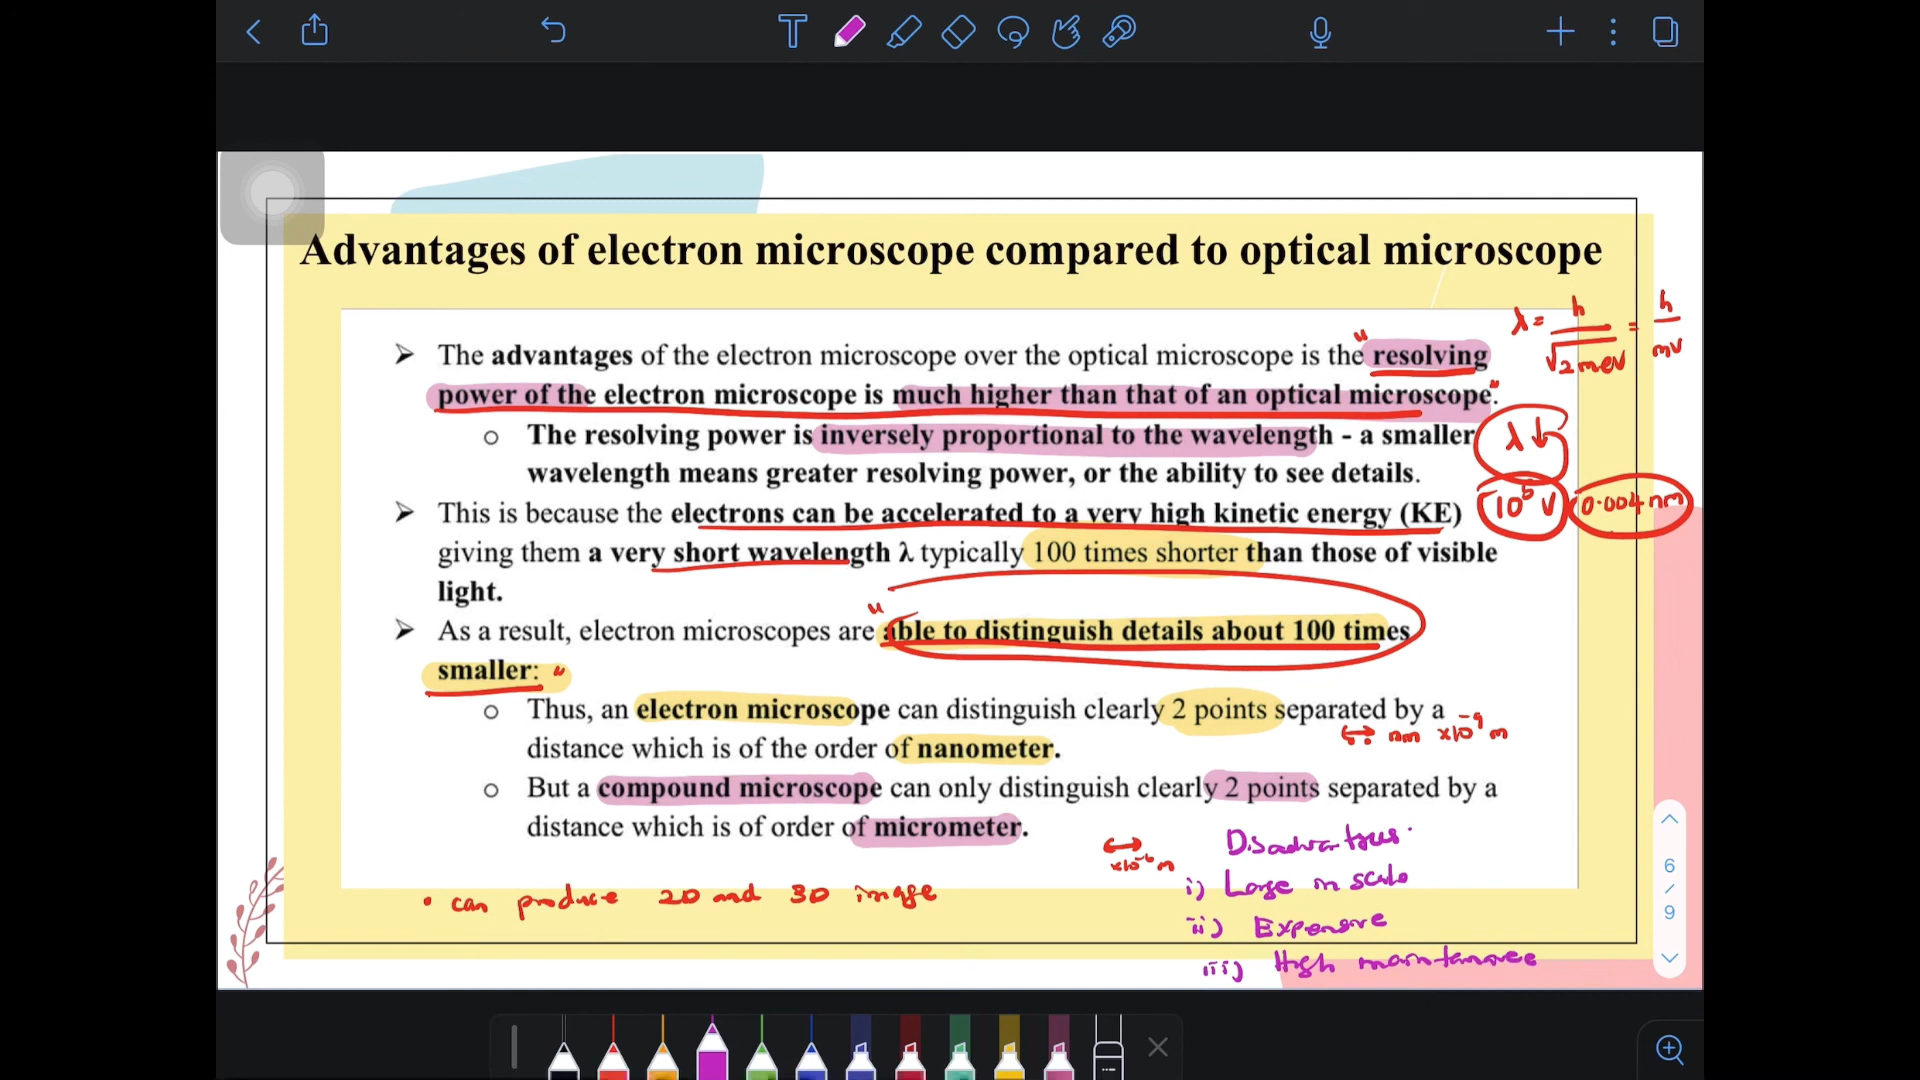 Advantages of electron microscope compared to optical microscope
λ = h / √2meV = h / mv
➤ The advantages of the electron microscope over the optical microscope is the "resolving
power of the electron microscope is much higher than that of an optical microscope".
o The resolving power is inversely proportional to the wavelength - a smaller
λ↓
wavelength means greater resolving power, or the ability to see details.
➤ This is because the electrons can be accelerated to a very high kinetic energy (KE)
10⁵ V 0.004 nm
giving them a very short wavelength λ typically 100 times shorter than those of visible
light.
➤ As a result, electron microscopes are "able to distinguish details about 100 times
smaller: "
o Thus, an electron microscope can distinguish clearly 2 points separated by a
distance which is of the order of nanometer.
nm x10⁻⁹ m
o But a compound microscope can only distinguish clearly 2 points separated by a
distance which is of order of micrometer.
x10⁻⁶ m
Disadvantages.
i) Large in scale
• can produce 2D and 3D image
ii) Expensive
iii) High maintenance
6
/
9